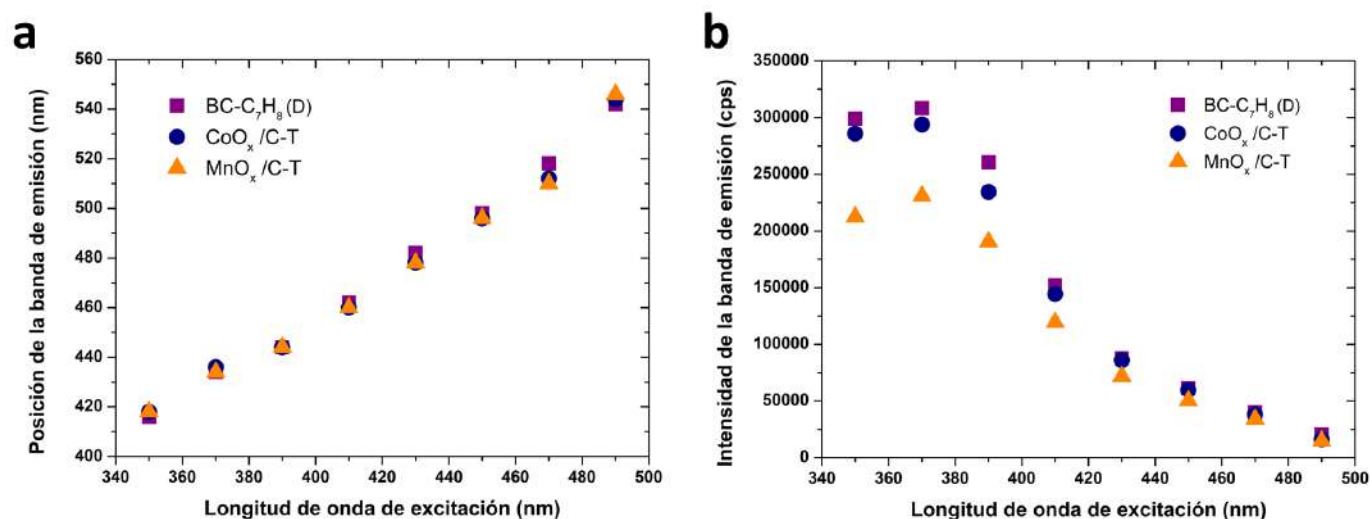 a
Posición de la banda de emisión (nm)
560
540
520
500
480
460
440
420
400
BC-C₇H₈(D)
CoOₓ/C-T
MnOₓ/C-T
340 360 380 400 420 440 460 480 500
Longitud de onda de excitación (nm)
b
Intensidad de la banda de emisión (cps)
350000
300000
250000
200000
150000
100000
50000
0
BC-C₇H₈(D)
CoOₓ/C-T
MnOₓ/C-T
340 360 380 400 420 440 460 480 500
Longitud de onda de excitación (nm)